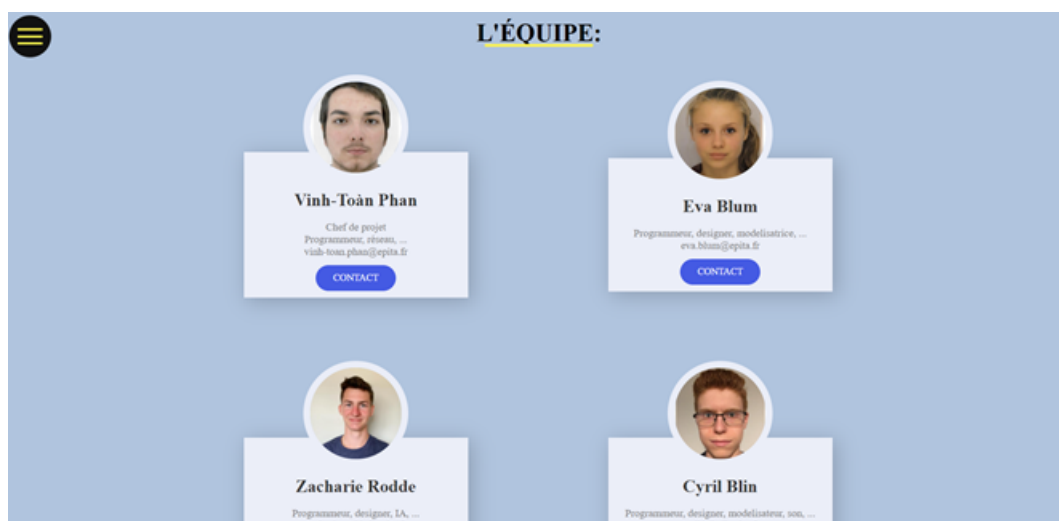 L'ÉQUIPE:
Vinh-Toàn Phan
Chef de projet
Programmeur, réseau, ...
vinh-toan.phan@epita.fr
CONTACT
Eva Blum
Programmeur, designer, modelisatrice, ...
eva.blum@epita.fr
CONTACT
Zacharie Rodde
Programmeur, designer, IA, ...
Cyril Blin
Programmeur, designer, modelisateur, son, ...